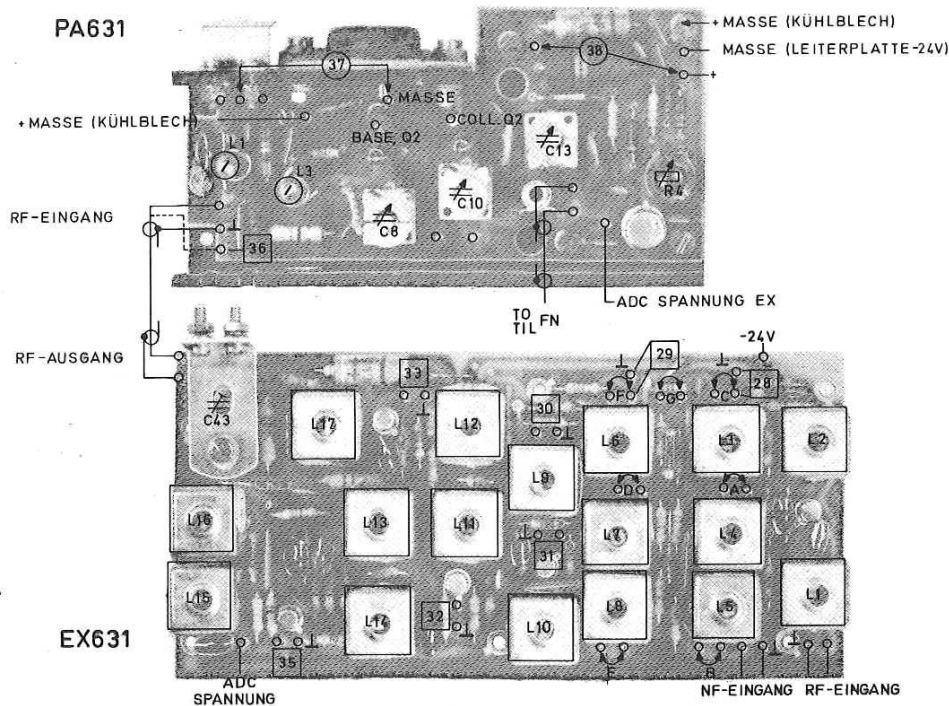 PA631
+ MASSE (KÜHLBLECH)
38
MASSE (LEITERPLATTE-24V)
+
37
MASSE
+ MASSE (KÜHLBLECH)
BASE, Q2
COLL. Q2
C13
L1
L3
R4
C10
C8
RF-EINGANG
36
ADC SPANNUNG EX
TO FN
TIL
RF-AUSGANG
-24V
29
33
28
F
G
C
C43
30
L17
L12
L6
L3
L2
L9
D
A
L16
L13
L11
L7
L4
31
L15
L14
32
L10
L8
L5
L1
EX631
35
E
B
ADC
SPANNUNG
NF-EINGANG
RF-EINGANG